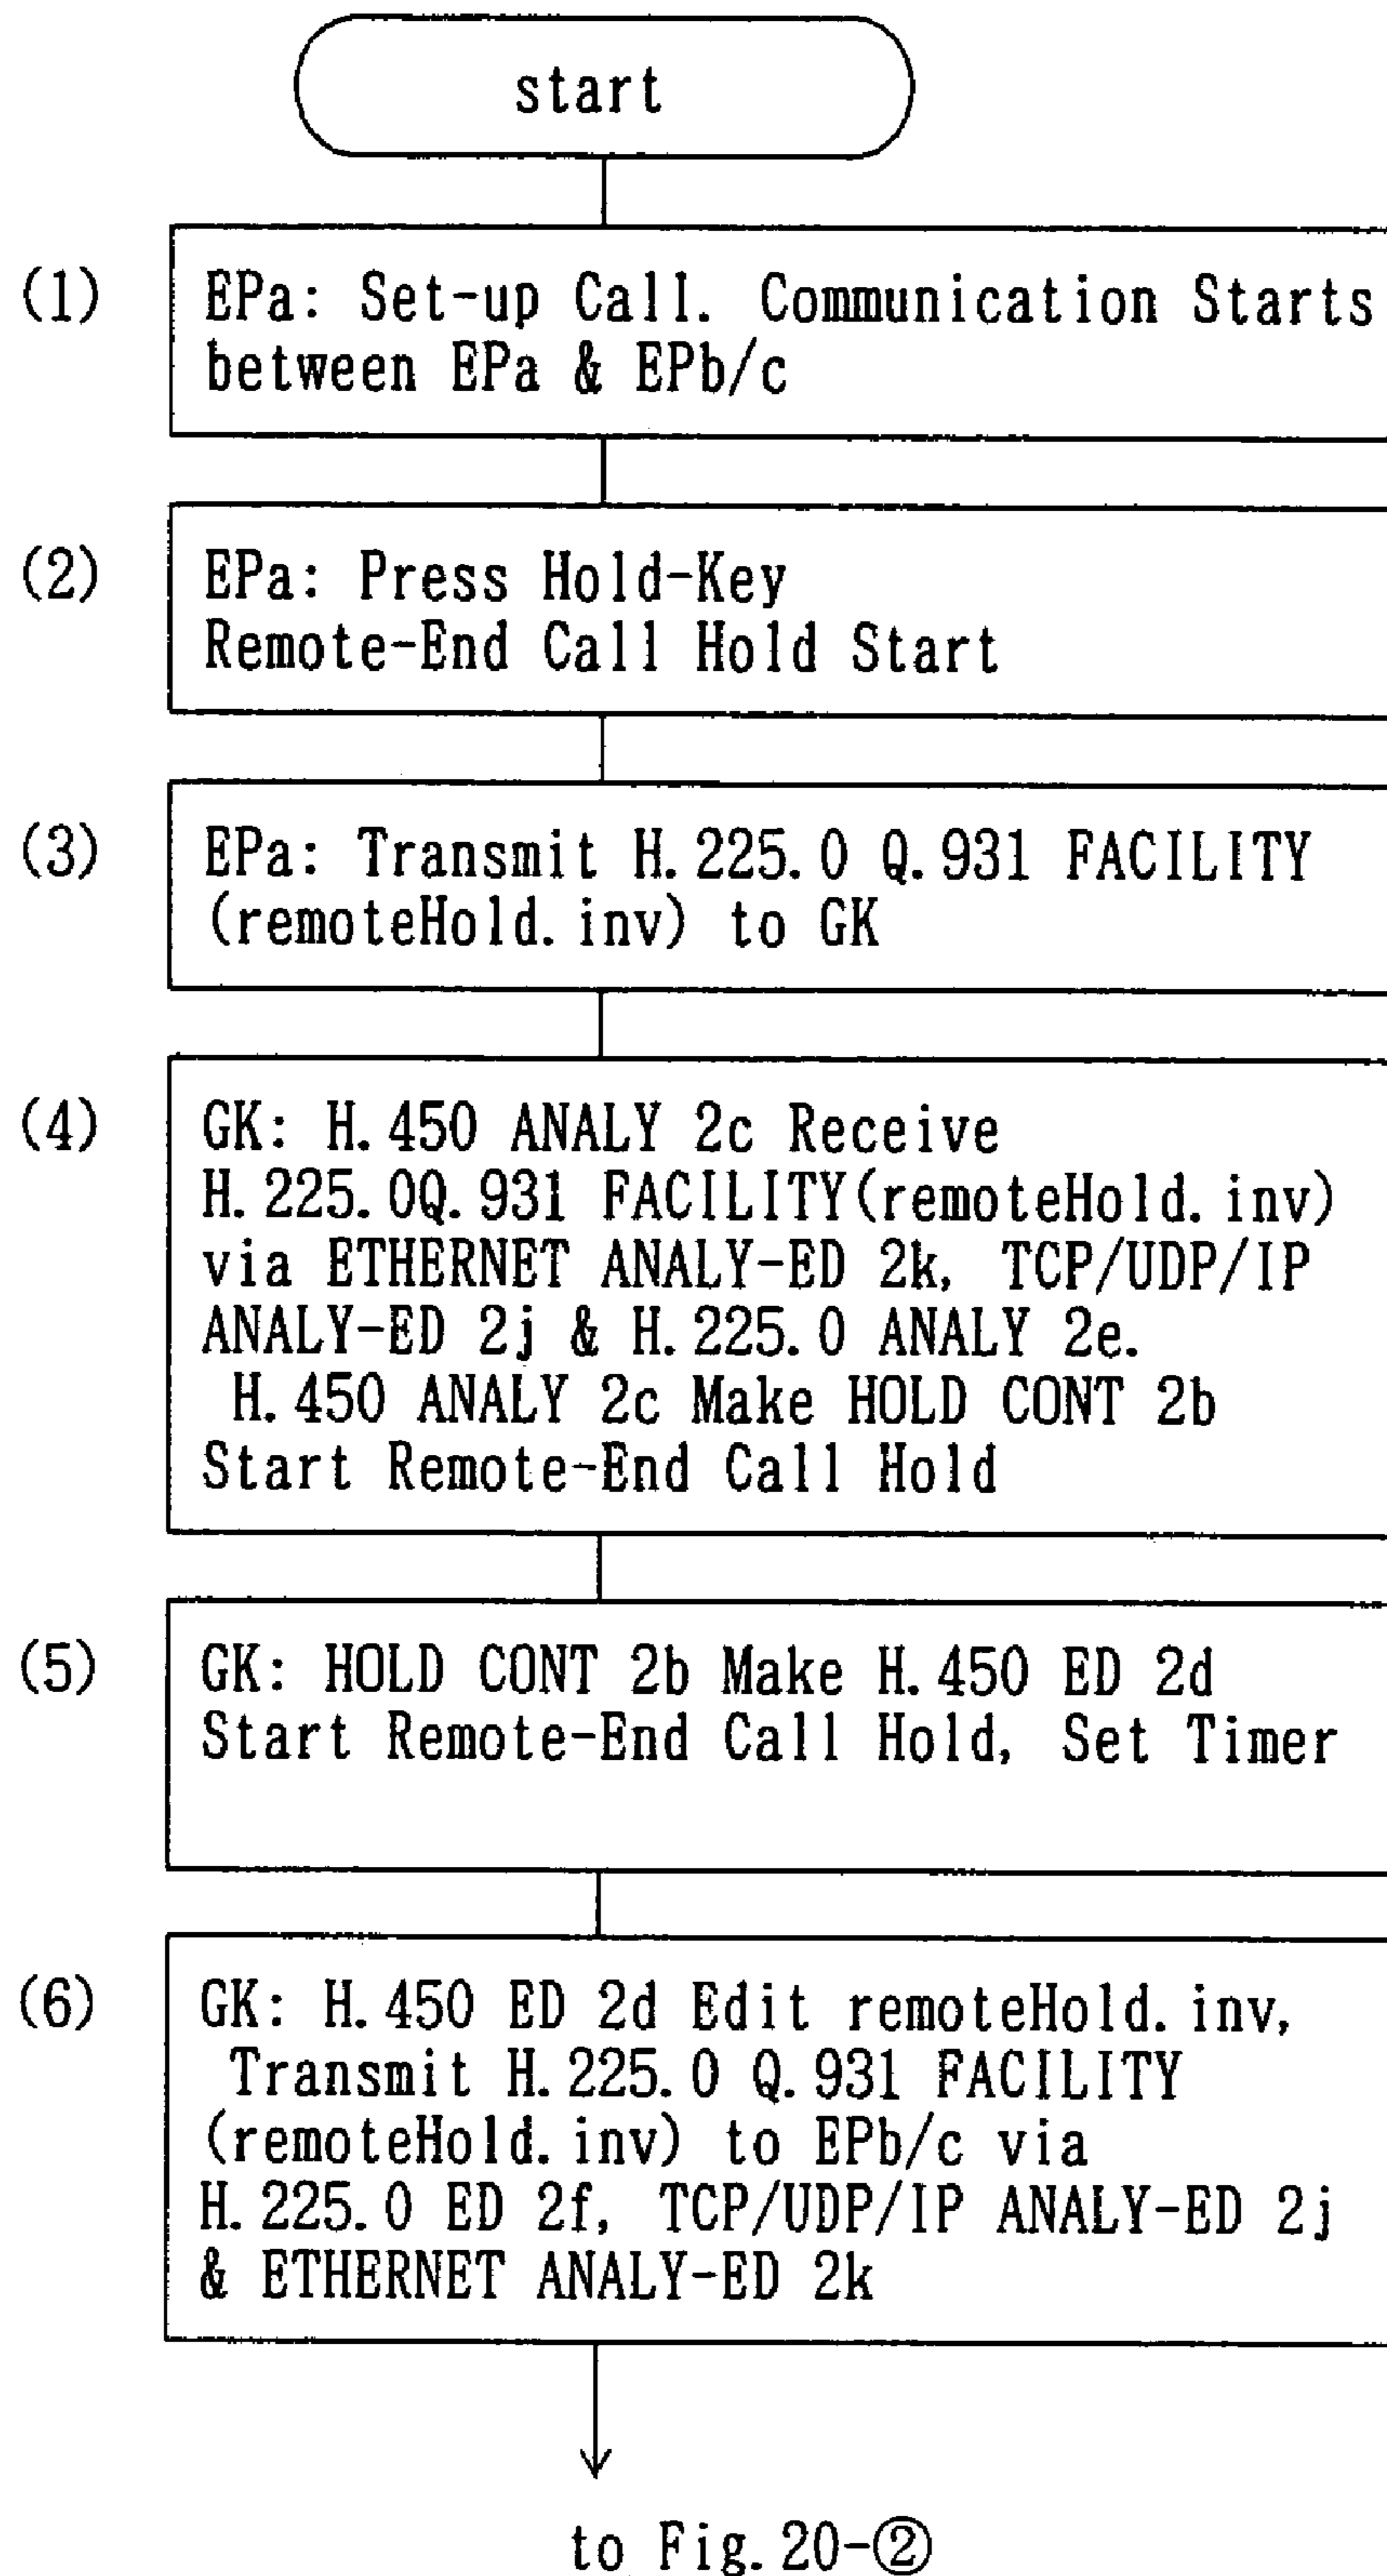 start
(1) EPa: Set-up Call. Communication Starts
between EPa & EPb/c
(2) EPa: Press Hold-Key
Remote-End Call Hold Start
(3) EPa: Transmit H.225.0 Q.931 FACILITY
(remoteHold.inv) to GK
(4) GK: H.450 ANALY 2c Receive
H.225.0Q.931 FACILITY(remoteHold.inv)
via ETHERNET ANALY-ED 2k, TCP/UDP/IP
ANALY-ED 2j & H.225.0 ANALY 2e.
H.450 ANALY 2c Make HOLD CONT 2b
Start Remote-End Call Hold
(5) GK: HOLD CONT 2b Make H.450 ED 2d
Start Remote-End Call Hold, Set Timer
(6) GK: H.450 ED 2d Edit remoteHold.inv,
Transmit H.225.0 Q.931 FACILITY
(remoteHold.inv) to EPb/c via
H.225.0 ED 2f, TCP/UDP/IP ANALY-ED 2j
& ETHERNET ANALY-ED 2k
to Fig.20-②